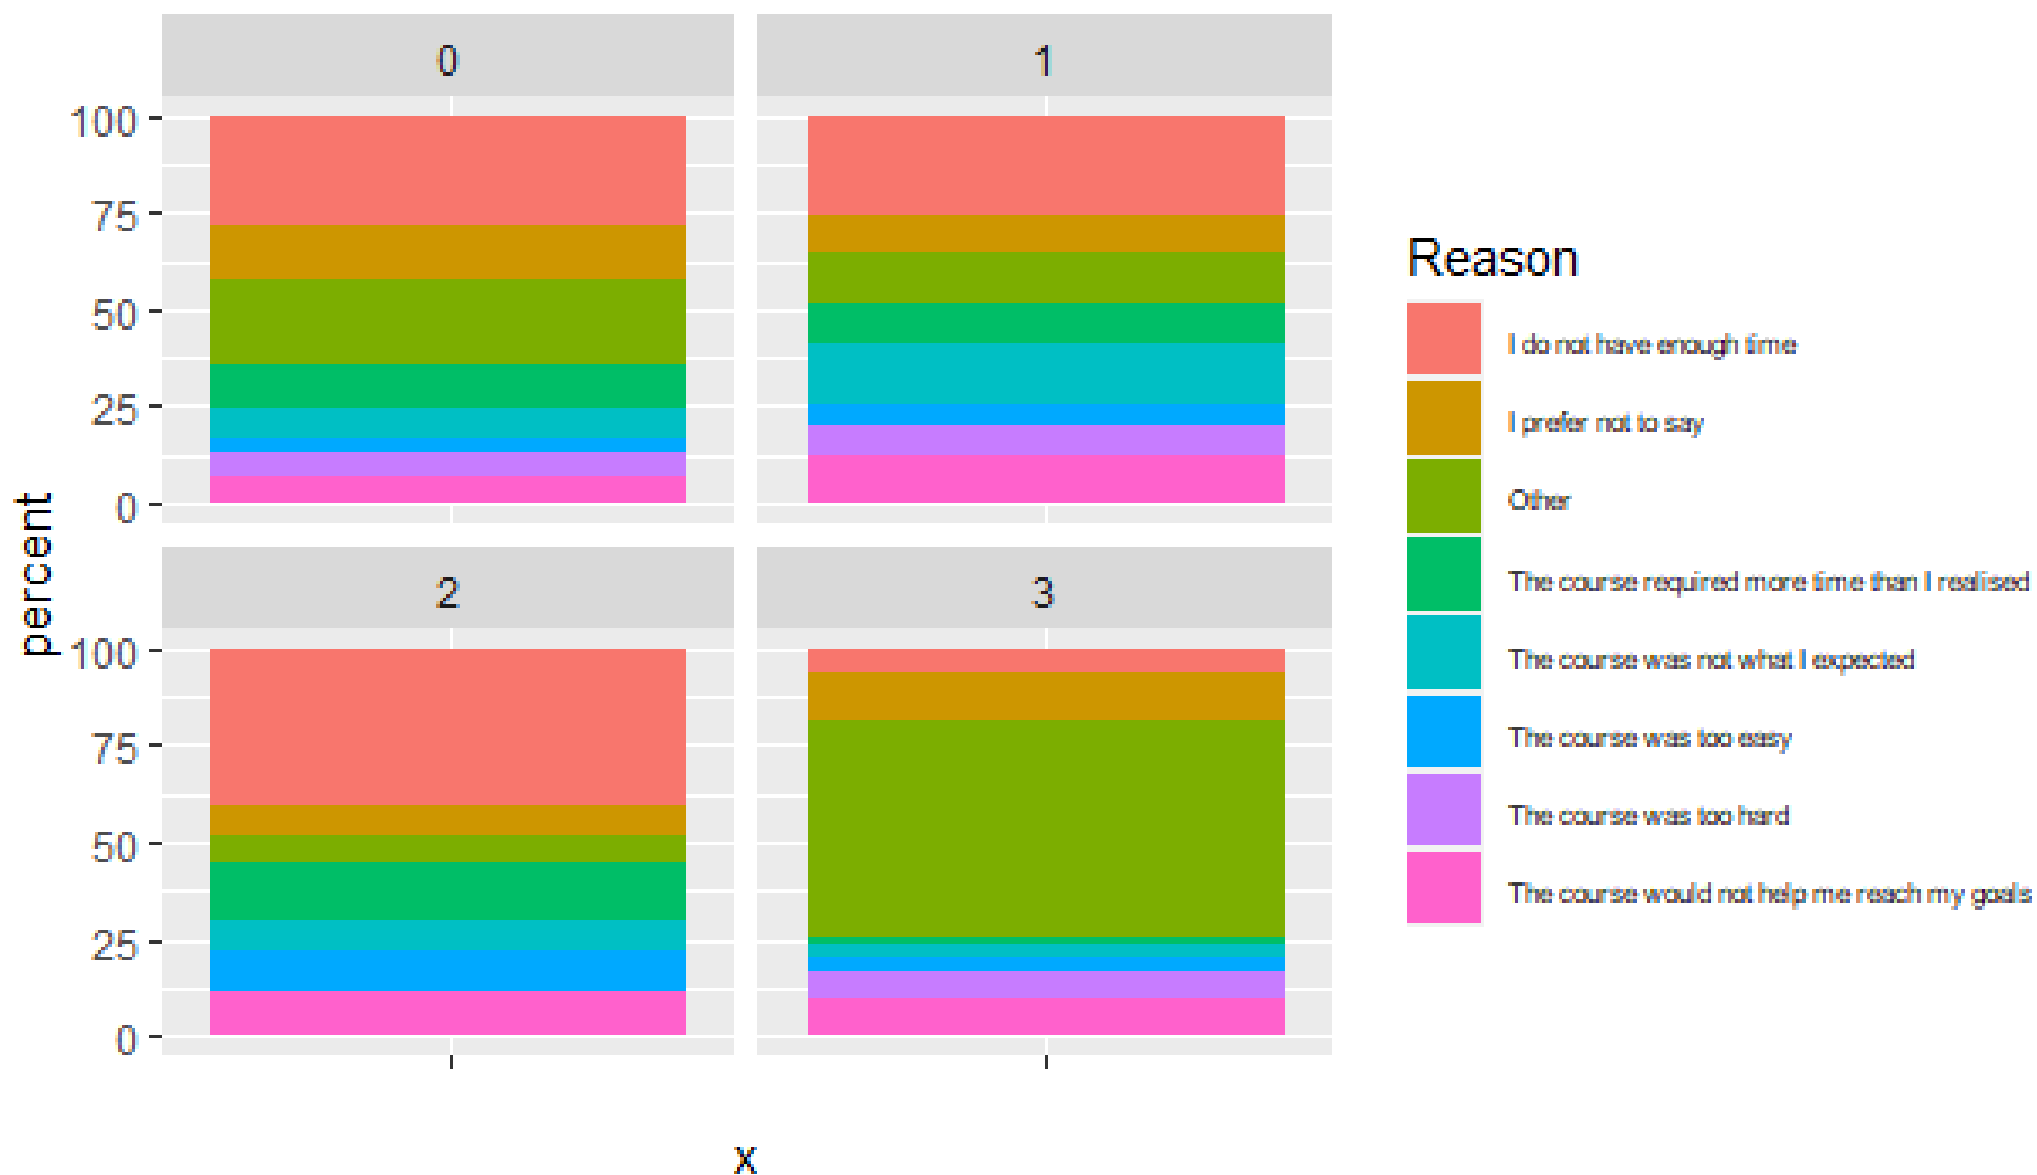 0
1
100
75
50
25
0
2
3
100
75
50
25
0
percent
x
Reason
I do not have enough time
I prefer not to say
Other
The course required more time than I realised
The course was not what I expected
The course was too easy
The course was too hard
The course would not help me reach my goals